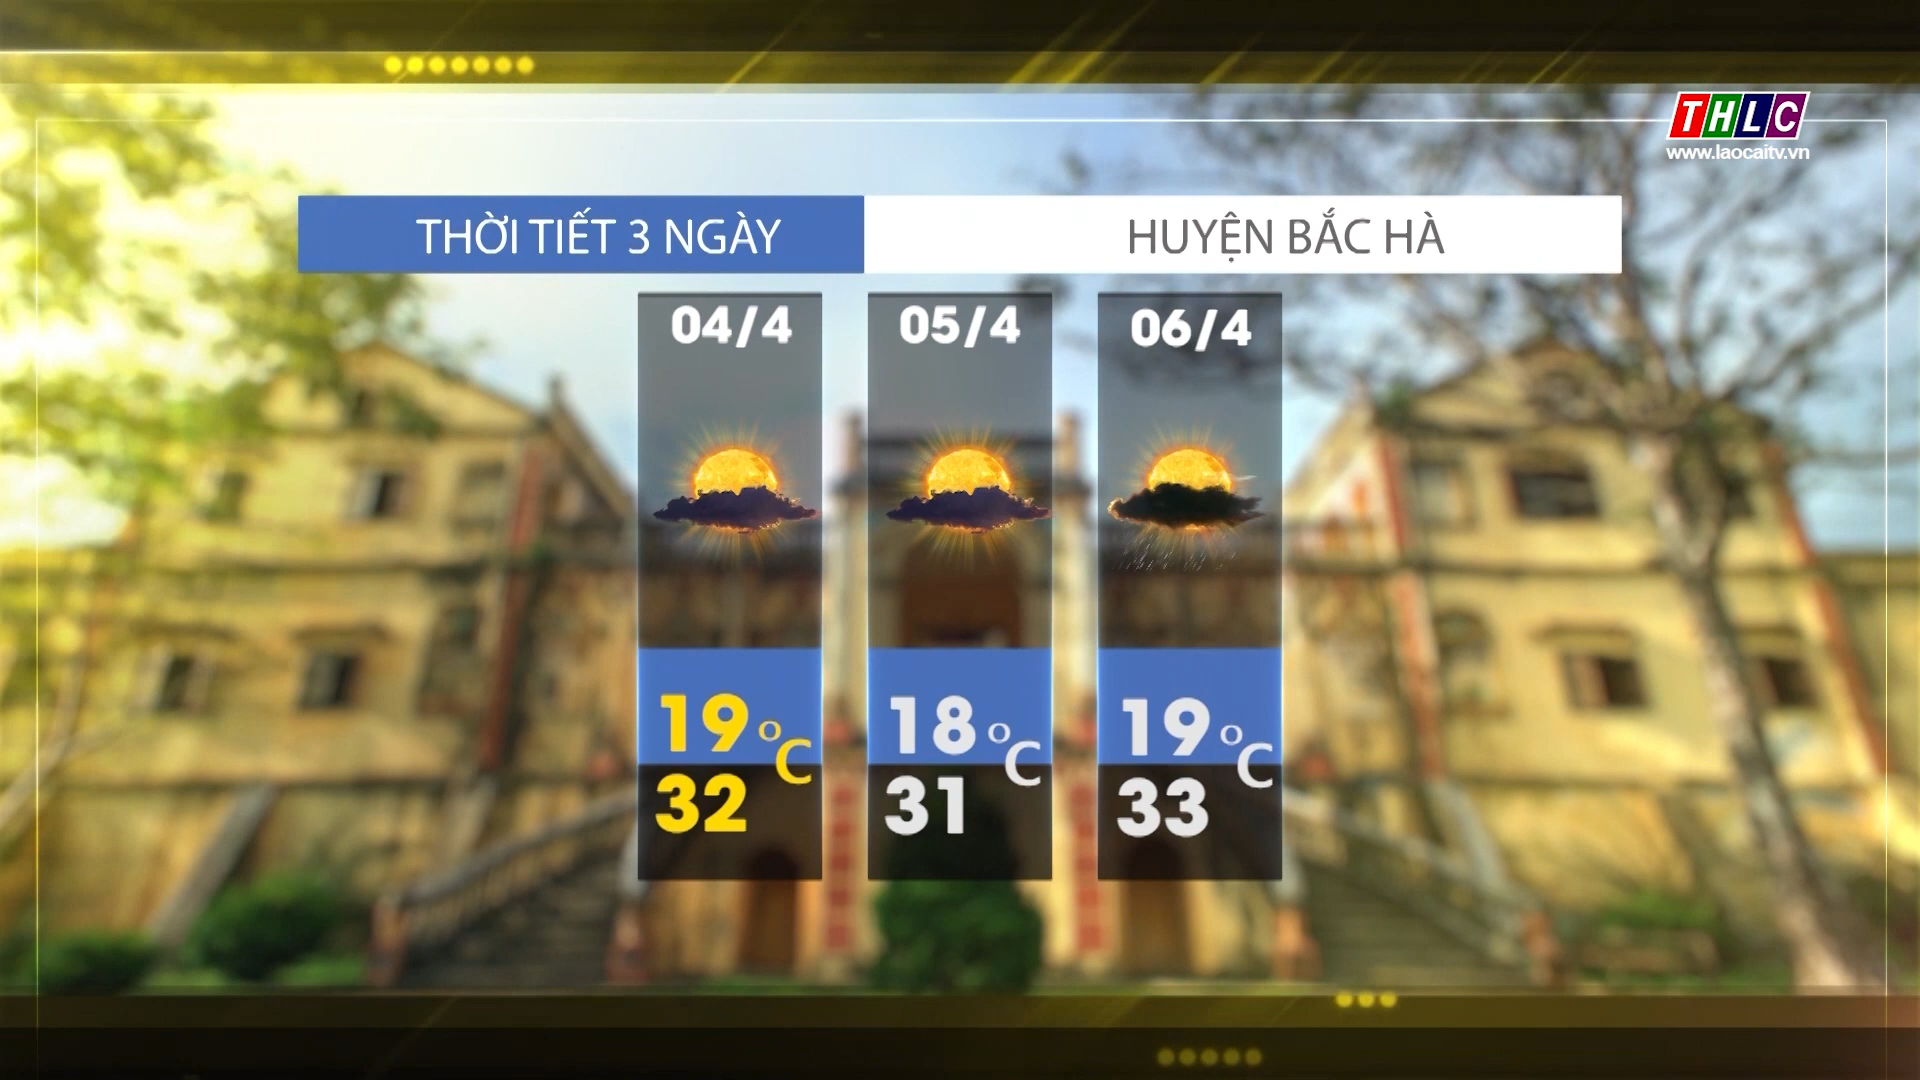 THLC
www.laocaitv.vn
THỜI TIẾT 3 NGÀY
HUYỆN BẮC HÀ
04/4
05/4
06/4
19 °C
32
18 °C
31
19 °C
33